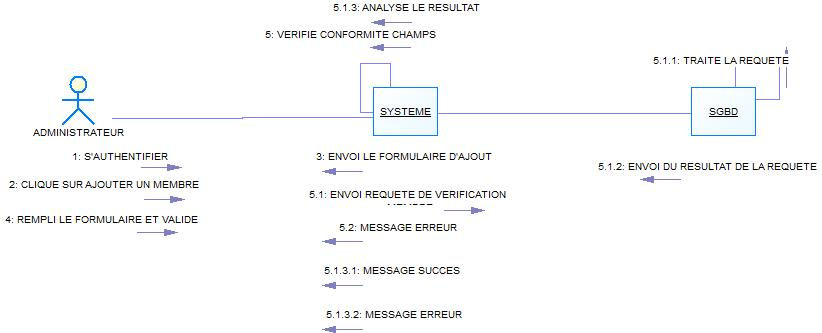 5.1.3: ANALYSE LE RESULTAT
5: VERIFIE CONFORMITE CHAMPS
5.1.1: TRAITE LA REQUETE
SYSTEME
SGBD
ADMINISTRATEUR
1: S'AUTHENTIFIER
3: ENVOI LE FORMULAIRE D'AJOUT
5.1.2: ENVOI DU RESULTAT DE LA REQUETE
2: CLIQUE SUR AJOUTER UN MEMBRE
5.1: ENVOI REQUETE DE VERIFICATION
4: REMPLI LE FORMULAIRE ET VALIDE
5.2: MESSAGE ERREUR
5.1.3.1: MESSAGE SUCCES
5.1.3.2: MESSAGE ERREUR